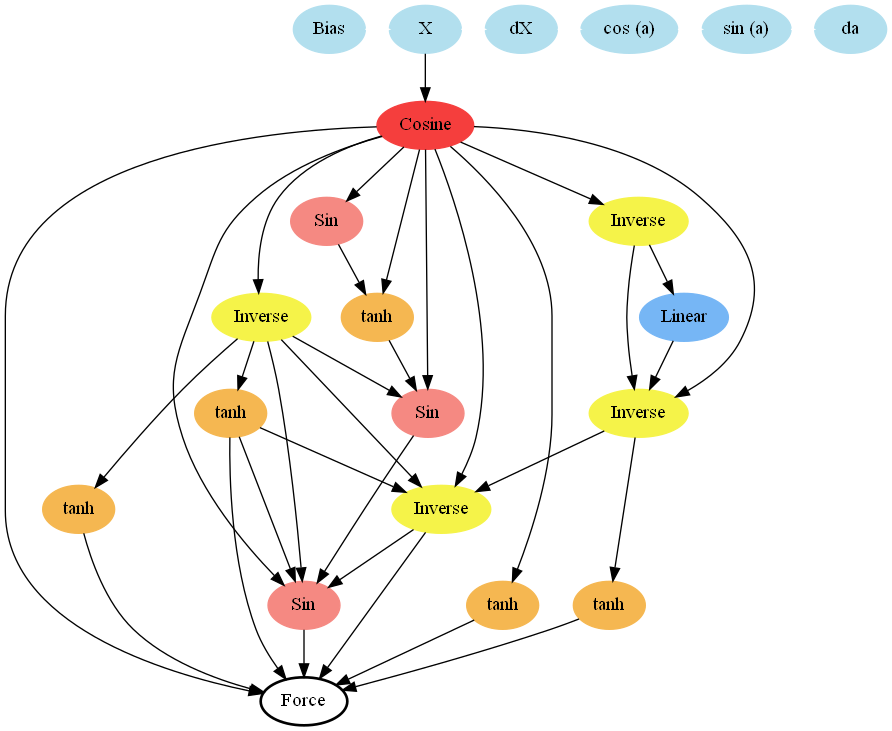 Bias
X
dX
cos (a)
sin (a)
da
Cosine
Sin
Inverse
Inverse
tanh
Linear
tanh
Sin
Inverse
tanh
Inverse
Sin
tanh
tanh
Force